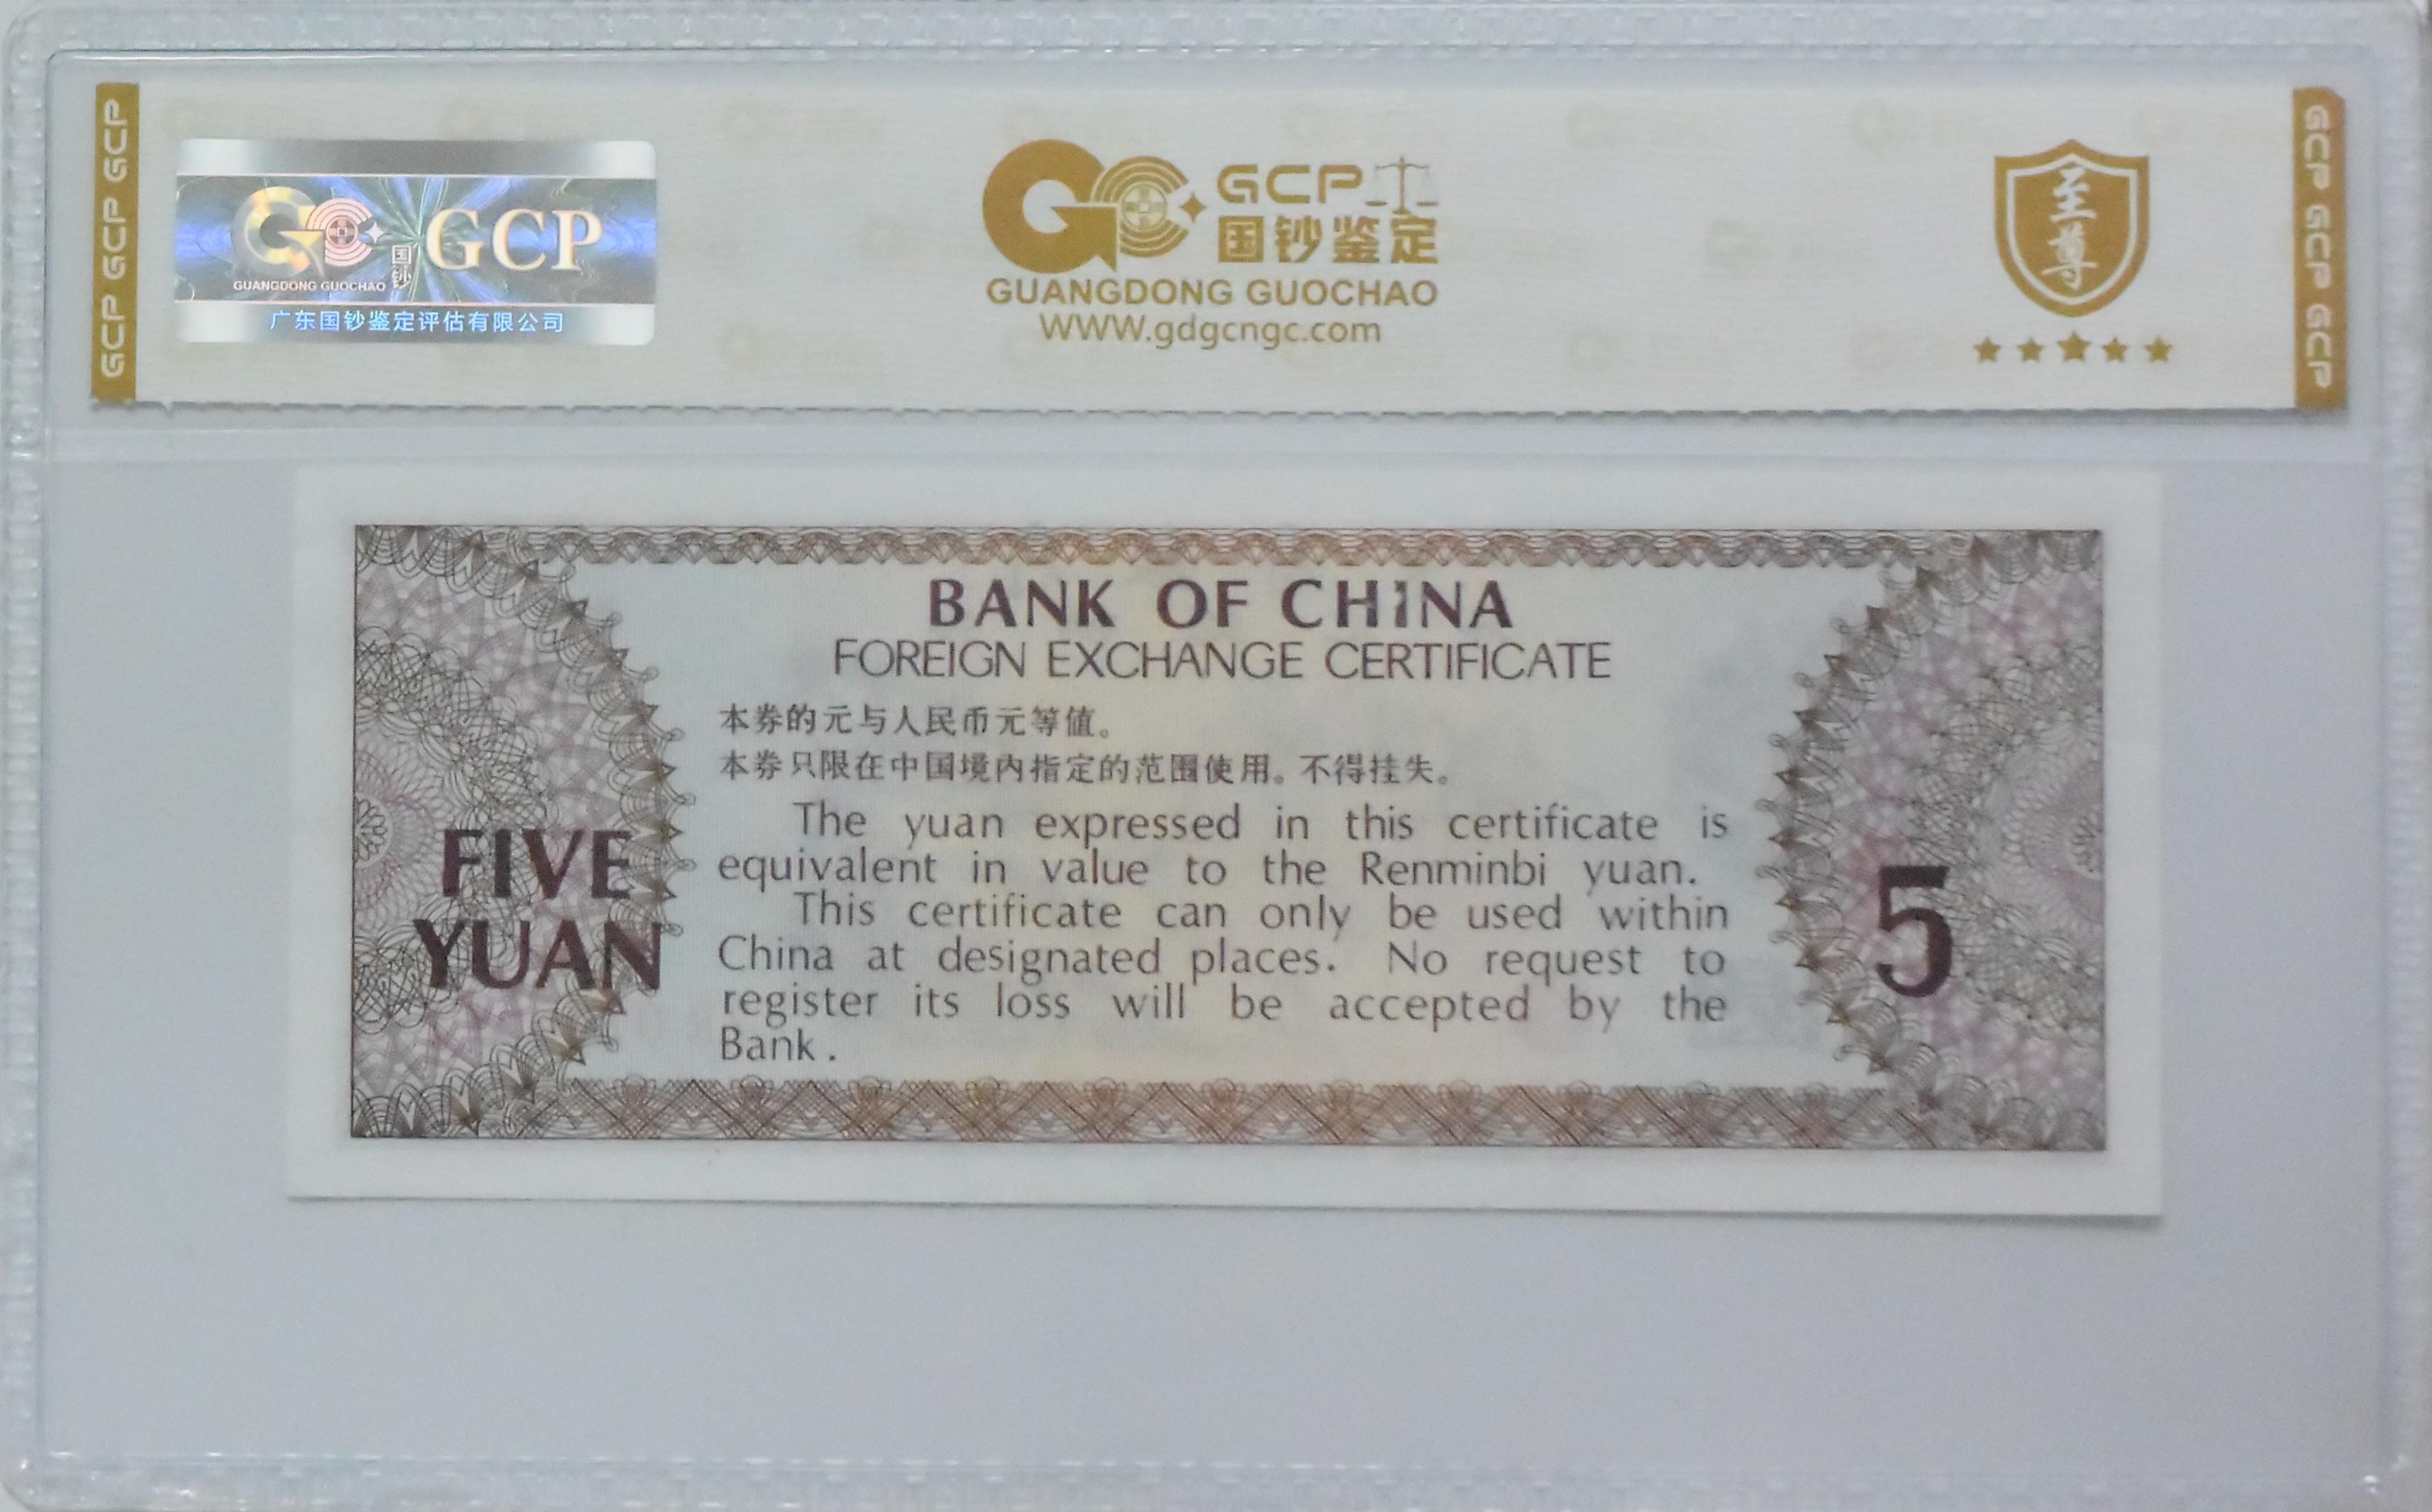 GCP GCP GCP
GCP
国钞
GUANGDONG GUOCHAO
广东国钞鉴定评估有限公司
GCP
国钞鉴定
GUANGDONG GUOCHAO
WWW.gdgcngc.com
至尊
GCP GCP GCP
BANK OF CHINA
FOREIGN EXCHANGE CERTIFICATE
本券的元与人民币元等值。
本券只限在中国境内指定的范围使用。不得挂失。
The yuan expressed in this certificate is
equivalent in value to the Renminbi yuan.
This certificate can only be used within
China at designated places. No request to
register its loss will be accepted by the
Bank.
FIVE
YUAN
5